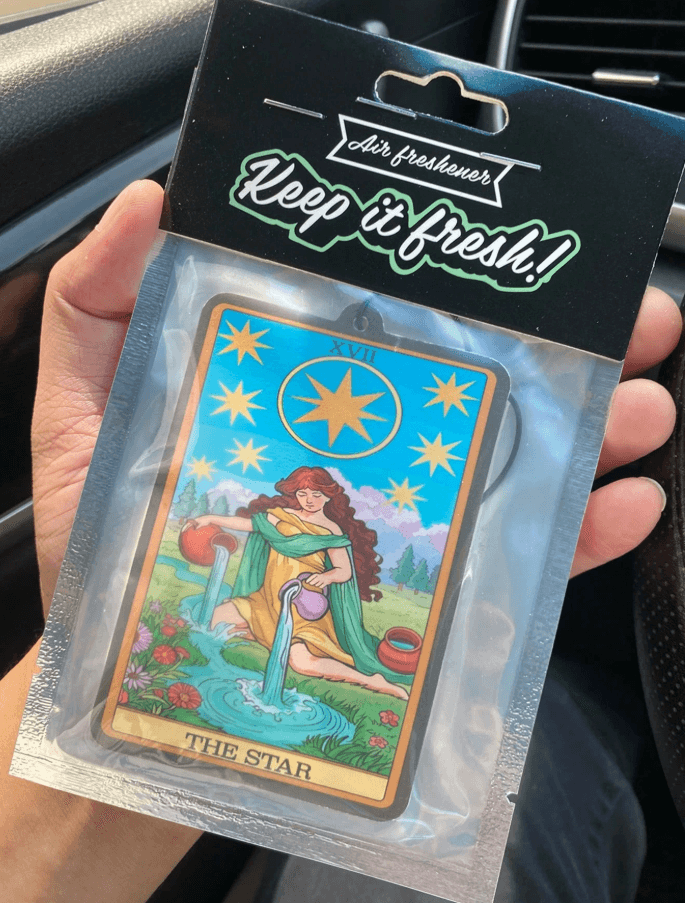 Air freshener
Keep it fresh!
XVII
THE STAR